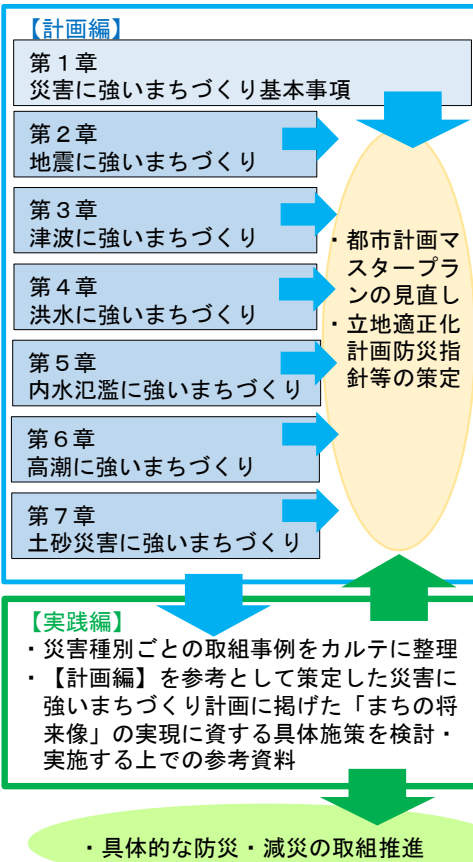 【計画編】
第１章
災害に強いまちづくり基本事項
第２章
地震に強いまちづくり
第３章
津波に強いまちづくり
第４章
洪水に強いまちづくり
第５章
内水氾濫に強いまちづくり
第６章
高潮に強いまちづくり
第７章
土砂災害に強いまちづくり
・都市計画マ
スタープラ
ンの見直し
・立地適正化
計画防災指
針等の策定
【実践編】
・災害種別ごとの取組事例をカルテに整理
・【計画編】を参考として策定した災害に
強いまちづくり計画に掲げた「まちの将
来像」の実現に資する具体施策を検討・
実施する上での参考資料
・具体的な防災・減災の取組推進